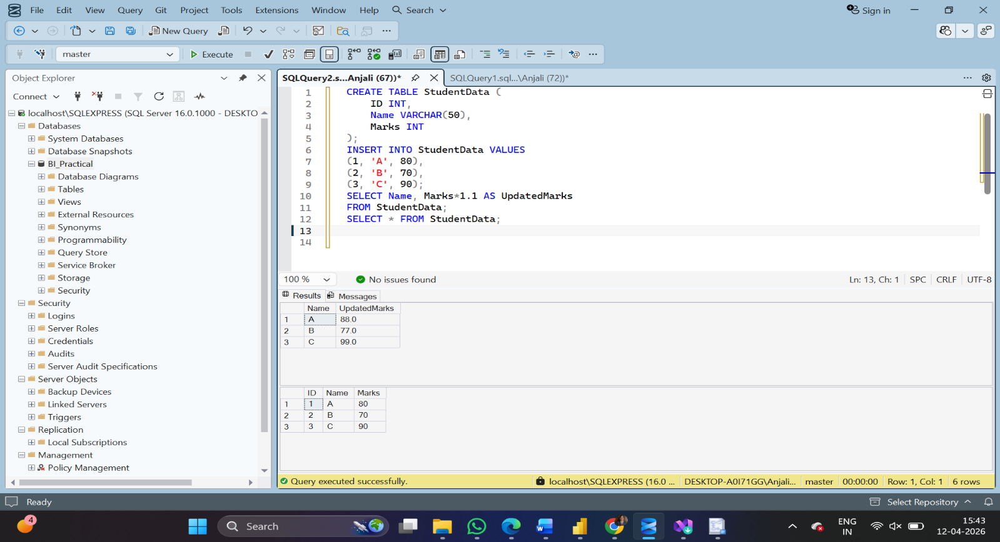 File Edit View Query Git Project Tools Extensions Window Help Search Sign in
New Query
master Execute
Object Explorer
Connect
localhost\SQLEXPRESS (SQL Server 16.0.1000 - DESKTO
Databases
System Databases
Database Snapshots
BI_Practical
Database Diagrams
Tables
Views
External Resources
Synonyms
Programmability
Query Store
Service Broker
Storage
Security
Security
Logins
Server Roles
Credentials
Audits
Server Audit Specifications
Server Objects
Backup Devices
Linked Servers
Triggers
Replication
Local Subscriptions
Management
Policy Management
SQLQuery2.s...Anjali (67))* SQLQuery1.sql...\Anjali (72))*
1 CREATE TABLE StudentData (
2 ID INT,
3 Name VARCHAR(50),
4 Marks INT
5 );
6 INSERT INTO StudentData VALUES
7 (1, 'A', 80),
8 (2, 'B', 70),
9 (3, 'C', 90);
10 SELECT Name, Marks*1.1 AS UpdatedMarks
11 FROM StudentData;
12 SELECT * FROM StudentData;
13
14
100 % No issues found Ln: 13, Ch: 1 SPC CRLF UTF-8
Results Messages
Name UpdatedMarks
1 A 88.0
2 B 77.0
3 C 99.0
ID Name Marks
1 1 A 80
2 2 B 70
3 3 C 90
Query executed successfully. localhost\SQLEXPRESS (16.0 ... DESKTOP-A0I71GG\Anjali... master 00:00:00 Row: 1, Col: 1 6 rows
Ready Select Repository
4 Search ENG 15:43
IN 12-04-2026